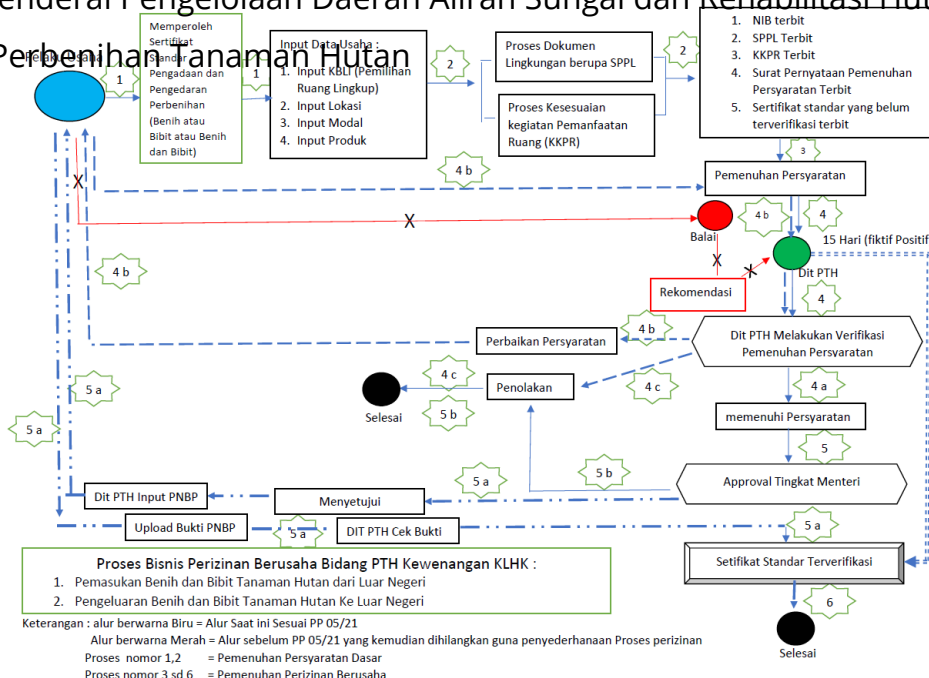 enderal Pengelolaan Daerah Aliran Sungai dan Rehabilitasi Hut
Perbenihan Tanaman Hutan
Pelaku Usaha
1
Memperoleh
Sertifikat
Standar
Pengadaan dan
Pengedaran
Perbenihan
(Benih atau
Bibit atau Benih
dan Bibit)
1
Input Data Usaha :
1. Input KBLI (Pemilihan
Ruang Lingkup)
2. Input Lokasi
3. Input Modal
4. Input Produk
2
Proses Dokumen
Lingkungan berupa SPPL
Proses Kesesuaian
kegiatan Pemanfaatan
Ruang (KKPR)
2
1. NIB terbit
2. SPPL Terbit
3. KKPR Terbit
4. Surat Pernyataan Pemenuhan
Persyaratan Terbit
5. Sertifikat standar yang belum
terverifikasi terbit
3
4 b
Pemenuhan Persyaratan
X
X
4 b
4
Balai
15 Hari (fiktif Positif
X
X
Dit PTH
4 b
Rekomendasi
4
4 b
Perbaikan Persyaratan
Dit PTH Melakukan Verifikasi
Pemenuhan Persyaratan
4 c
Penolakan
4 c
4 a
Selesai
5 b
5 a
5 a
memenuhi Persyaratan
5
5 a
5 b
Approval Tingkat Menteri
Dit PTH Input PNBP
Menyetujui
Upload Bukti PNBP
5 a
DIT PTH Cek Bukti
5 a
Setifikat Standar Terverifikasi
6
Selesai
Proses Bisnis Perizinan Berusaha Bidang PTH Kewenangan KLHK :
1. Pemasukan Benih dan Bibit Tanaman Hutan dari Luar Negeri
2. Pengeluaran Benih dan Bibit Tanaman Hutan Ke Luar Negeri
Keterangan : alur berwarna Biru = Alur Saat ini Sesuai PP 05/21
Alur berwarna Merah = Alur sebelum PP 05/21 yang kemudian dihilangkan guna penyederhanaan Proses perizinan
Proses nomor 1,2 = Pemenuhan Persyaratan Dasar
Proses nomor 3 sd 6 = Pemenuhan Perizinan Berusaha